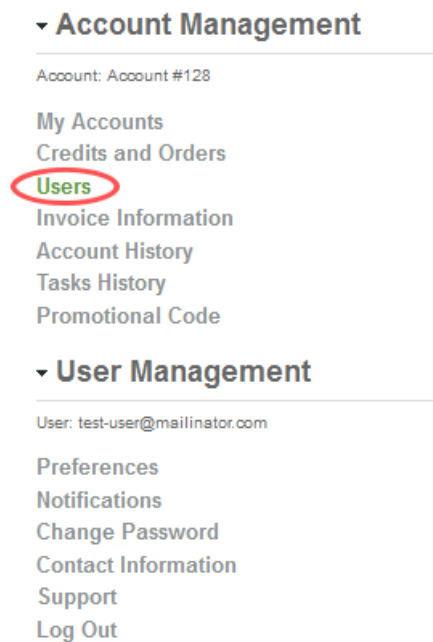 Account Management
Account: Account #128
My Accounts
Credits and Orders
Users
Invoice Information
Account History
Tasks History
Promotional Code
User Management
User: test-user@mailinator.com
Preferences
Notifications
Change Password
Contact Information
Support
Log Out